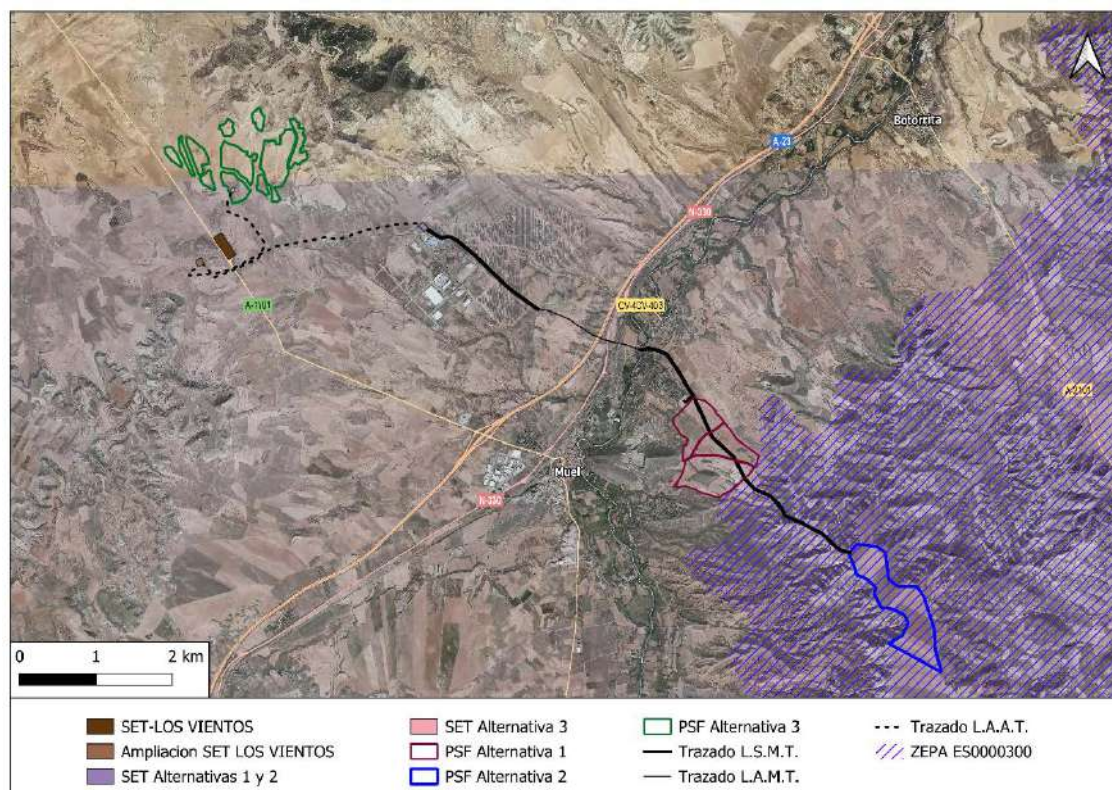 Botorrita
A-23
N-330
CV-4CV-403
A-1101
A-2101
Muel
N-330
0 1 2 km
SET-LOS VIENTOS
Ampliacion SET LOS VIENTOS
SET Alternativas 1 y 2
SET Alternativa 3
PSF Alternativa 1
PSF Alternativa 2
PSF Alternativa 3
Trazado L.S.M.T.
Trazado L.A.M.T.
Trazado L.A.A.T.
ZEPA ES0000300